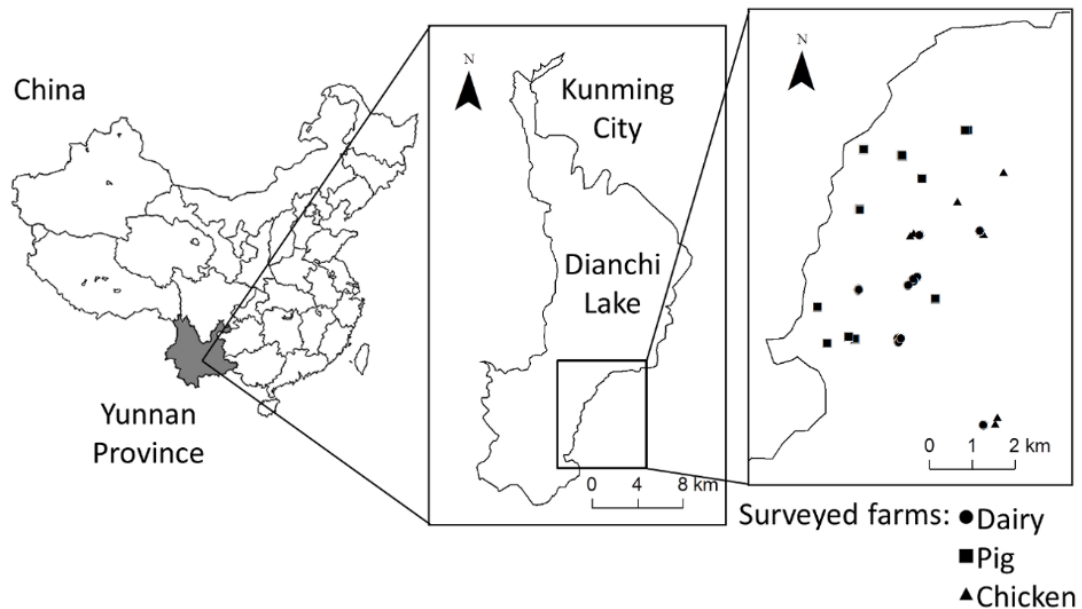 China
Yunnan
Province
N
Kunming
City
Dianchi
Lake
0 4 8 km
N
0 1 2 km
Surveyed farms: Dairy
Pig
Chicken